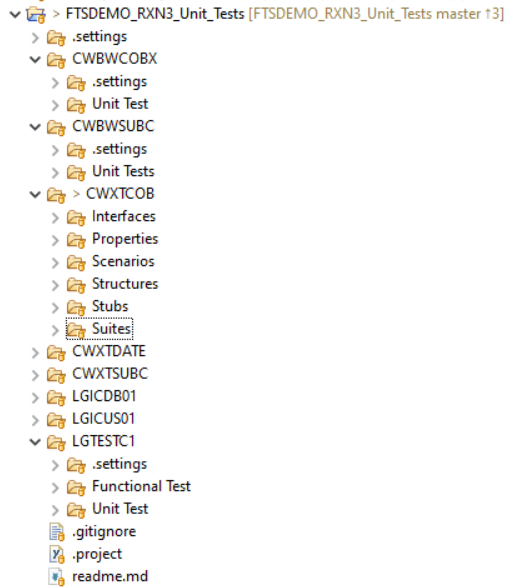 > FTSDEMO_RXN3_Unit_Tests [FTSDEMO_RXN3_Unit_Tests master ↑3]
.settings
CWBWCOBX
.settings
Unit Test
CWBWSUBC
.settings
Unit Tests
> CWXTCOB
Interfaces
Properties
Scenarios
Structures
Stubs
Suites
CWXTDATE
CWXTSUBC
LGICDB01
LGICUS01
LGTESTC1
.settings
Functional Test
Unit Test
.gitignore
.project
readme.md